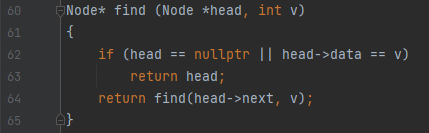 60 Node* find (Node *head, int v)
61 {
62     if (head == nullptr || head->data == v)
63         return head;
64     return find(head->next, v);
65 }